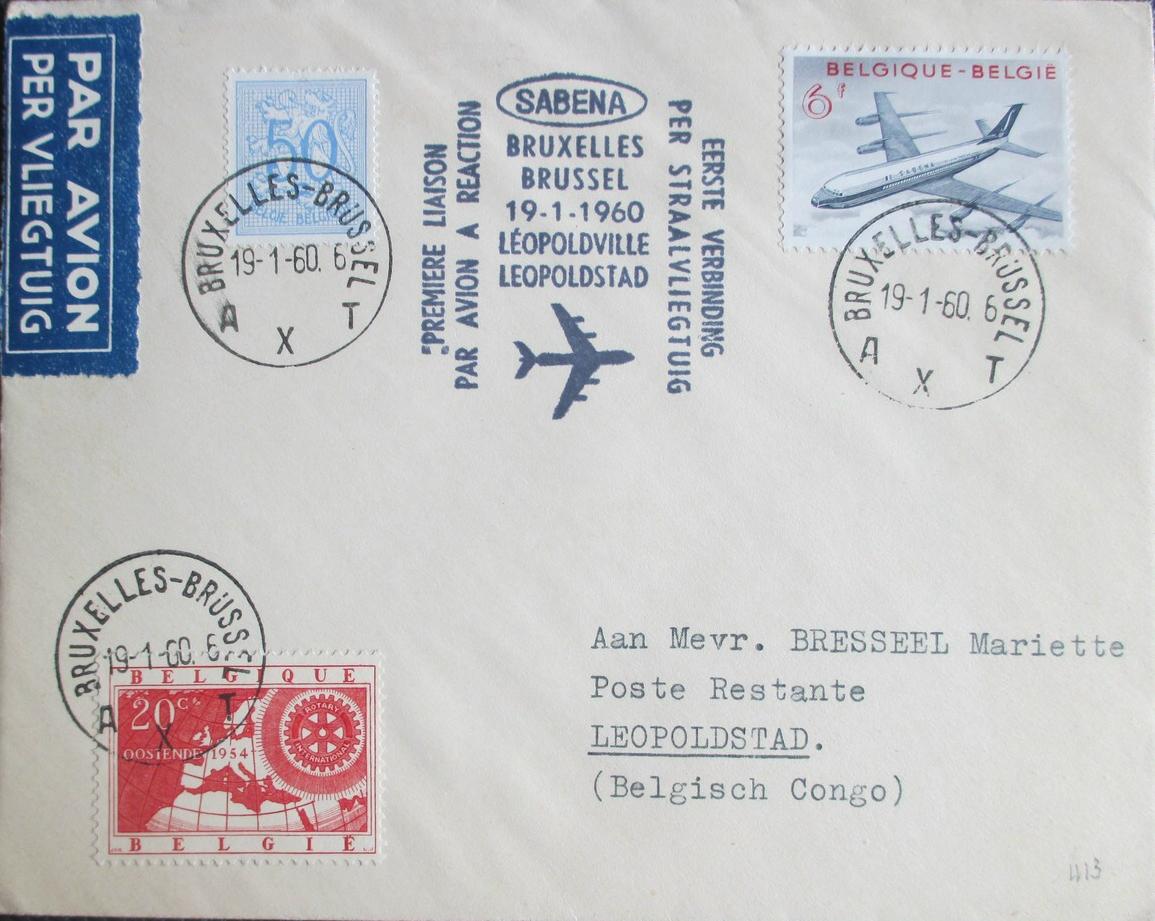 PAR AVION
PER VLIEGTUIG
50
BELGIE BELGIQUE
BRUXELLES-BRUSSEL
19-1-60. 6
A X T
PREMIERE LIAISON
PAR AVION A REACTION
SABENA
BRUXELLES
BRUSSEL
19-1-1960
LÉOPOLDVILLE
LEOPOLDSTAD
EERSTE VERBINDING
PER STRAALVLIEGTUIG
BELGIQUE-BELGIË
6F
SABENA
BRUXELLES-BRUSSEL
19-1-60. 6
A X T
BRUXELLES-BRUSSEL
19-1-60. 6
A X T
BELGIQUE
20C
OOSTENDE 1954
ROTARY
INTERNATIONAL
BELGIË
Aan Mevr. BRESSEEL Mariette
Poste Restante
LEOPOLDSTAD.
(Belgisch Congo)
413